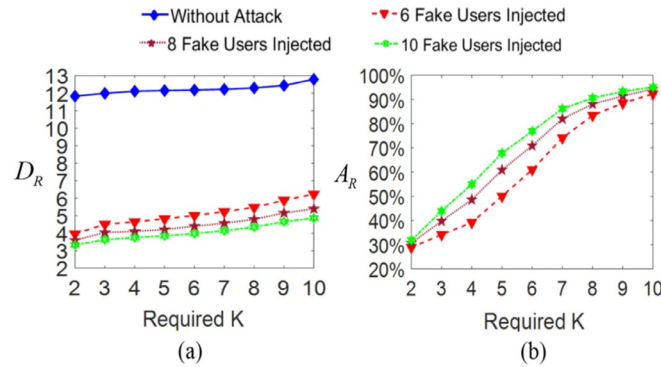 Without Attack
6 Fake Users Injected
8 Fake Users Injected
10 Fake Users Injected
13
12
11
10
9
8
7
6
5
4
3
2
D_R
2 3 4 5 6 7 8 9 10
Required K
(a)
100%
90%
80%
70%
60%
50%
40%
30%
20%
A_R
2 3 4 5 6 7 8 9 10
Required K
(b)